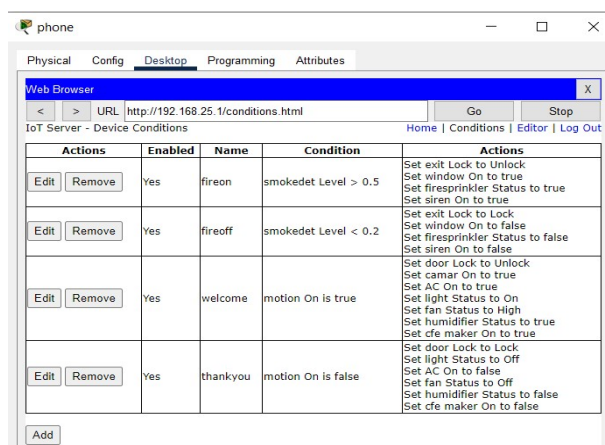 phone
Physical Config Desktop Programming Attributes
Web Browser X
< > URL http://192.168.25.1/conditions.html Go Stop
IoT Server - Device Conditions Home | Conditions | Editor | Log Out
Actions Enabled Name Condition Actions
Edit Remove Yes fireon smokedet Level > 0.5
Set exit Lock to Unlock
Set window On to true
Set firesprinkler Status to true
Set siren On to true
Edit Remove Yes fireoff smokedet Level < 0.2
Set exit Lock to Lock
Set window On to false
Set firesprinkler Status to false
Set siren On to false
Edit Remove Yes welcome motion On is true
Set door Lock to Unlock
Set camar On to true
Set AC On to true
Set light Status to On
Set fan Status to High
Set humidifier Status to true
Set cfe maker On to true
Edit Remove Yes thankyou motion On is false
Set door Lock to Lock
Set light Status to Off
Set AC On to false
Set fan Status to Off
Set humidifier Status to false
Set cfe maker On to false
Add